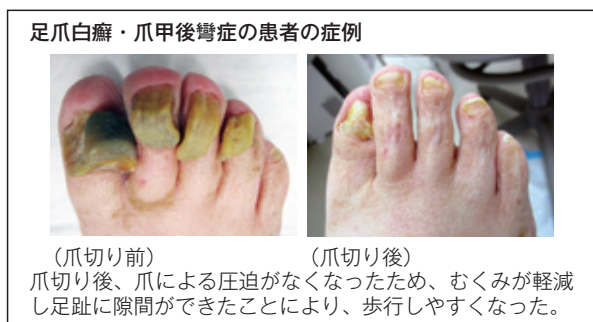 足爪白癬・爪甲後彎症の患者の症例
（爪切り前）
（爪切り後）
爪切り後、爪による圧迫がなくなったため、むくみが軽減
し足趾に隙間ができたことにより、歩行しやすくなった。